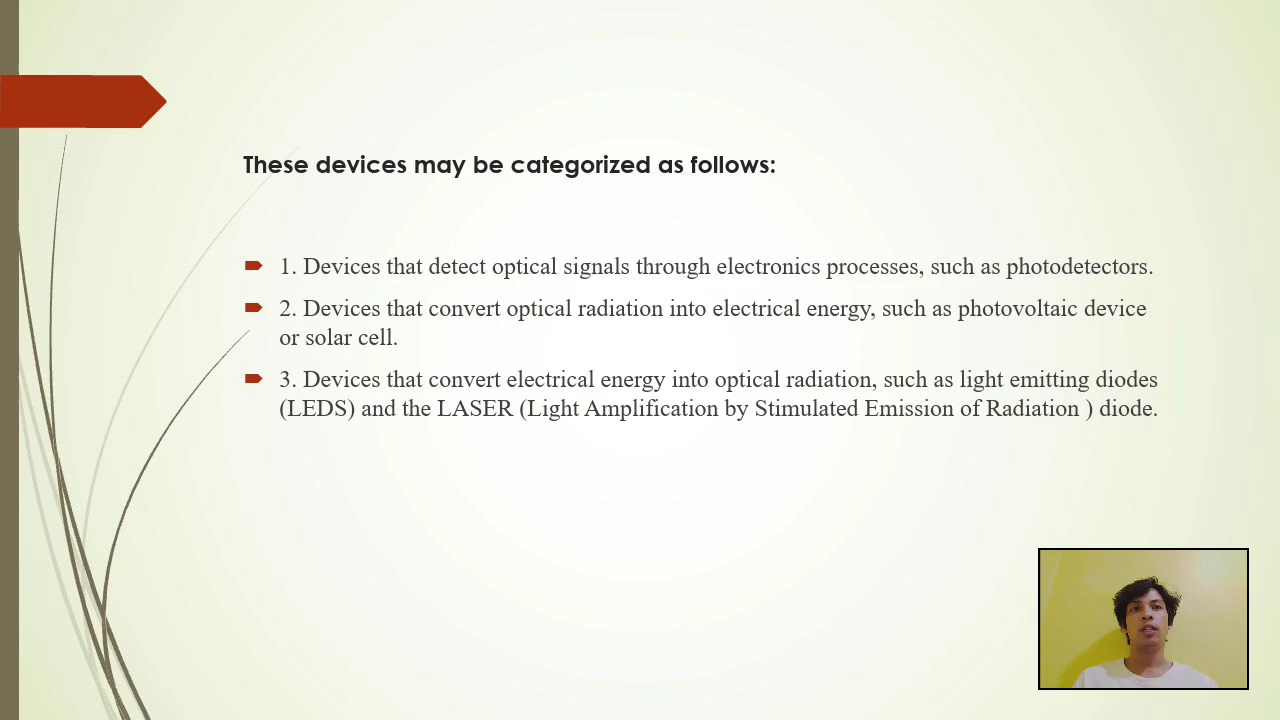 These devices may be categorized as follows:
1. Devices that detect optical signals through electronics processes, such as photodetectors.
2. Devices that convert optical radiation into electrical energy, such as photovoltaic device
or solar cell.
3. Devices that convert electrical energy into optical radiation, such as light emitting diodes
(LEDS) and the LASER (Light Amplification by Stimulated Emission of Radiation ) diode.